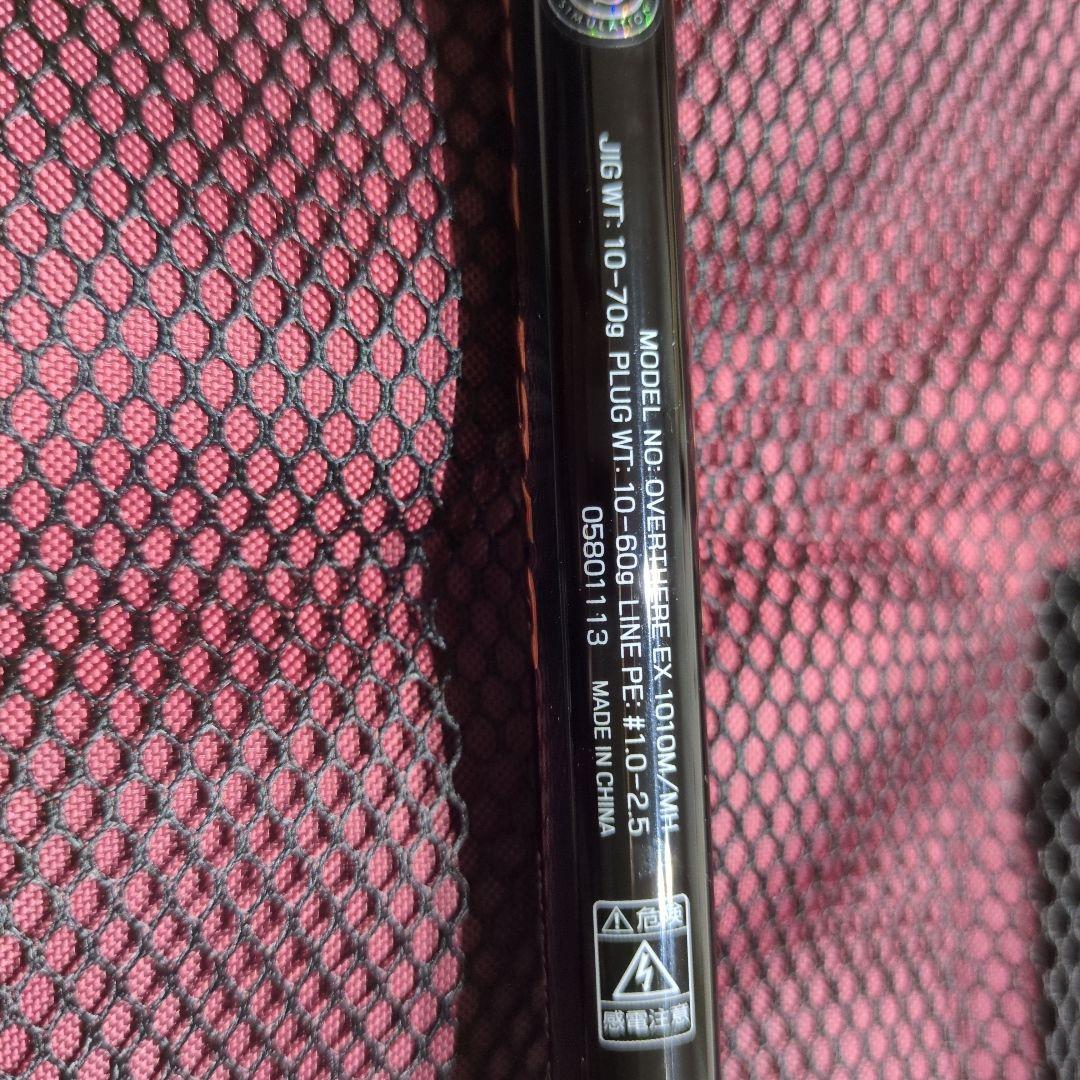 SIMULATION
MODEL NO:OVERTHERE EX 1010M/MH
JIG WT: 10-70g PLUG WT:10-60g LINE PE:#1.0-2.5
05801113 MADE IN CHINA
危険
感電注意